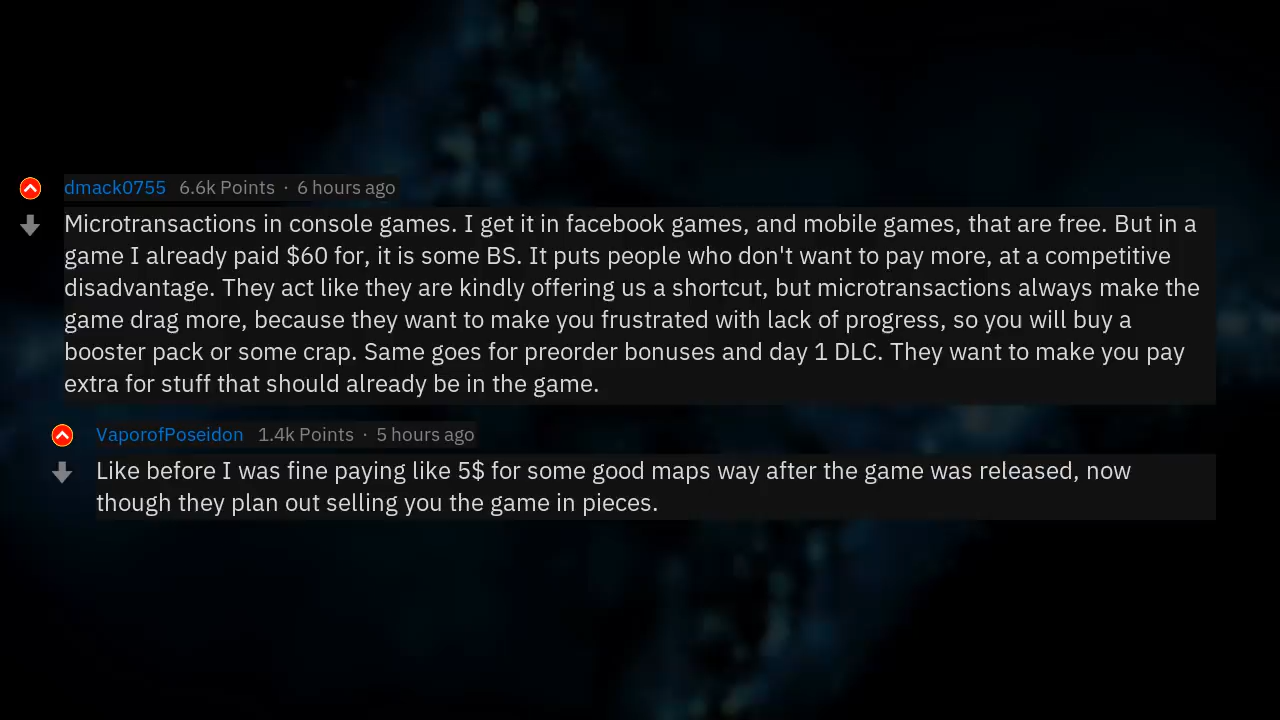 dmack0755 6.6k Points · 6 hours ago
Microtransactions in console games. I get it in facebook games, and mobile games, that are free. But in a
game I already paid $60 for, it is some BS. It puts people who don't want to pay more, at a competitive
disadvantage. They act like they are kindly offering us a shortcut, but microtransactions always make the
game drag more, because they want to make you frustrated with lack of progress, so you will buy a
booster pack or some crap. Same goes for preorder bonuses and day 1 DLC. They want to make you pay
extra for stuff that should already be in the game.
VaporofPoseidon 1.4k Points · 5 hours ago
Like before I was fine paying like 5$ for some good maps way after the game was released, now
though they plan out selling you the game in pieces.